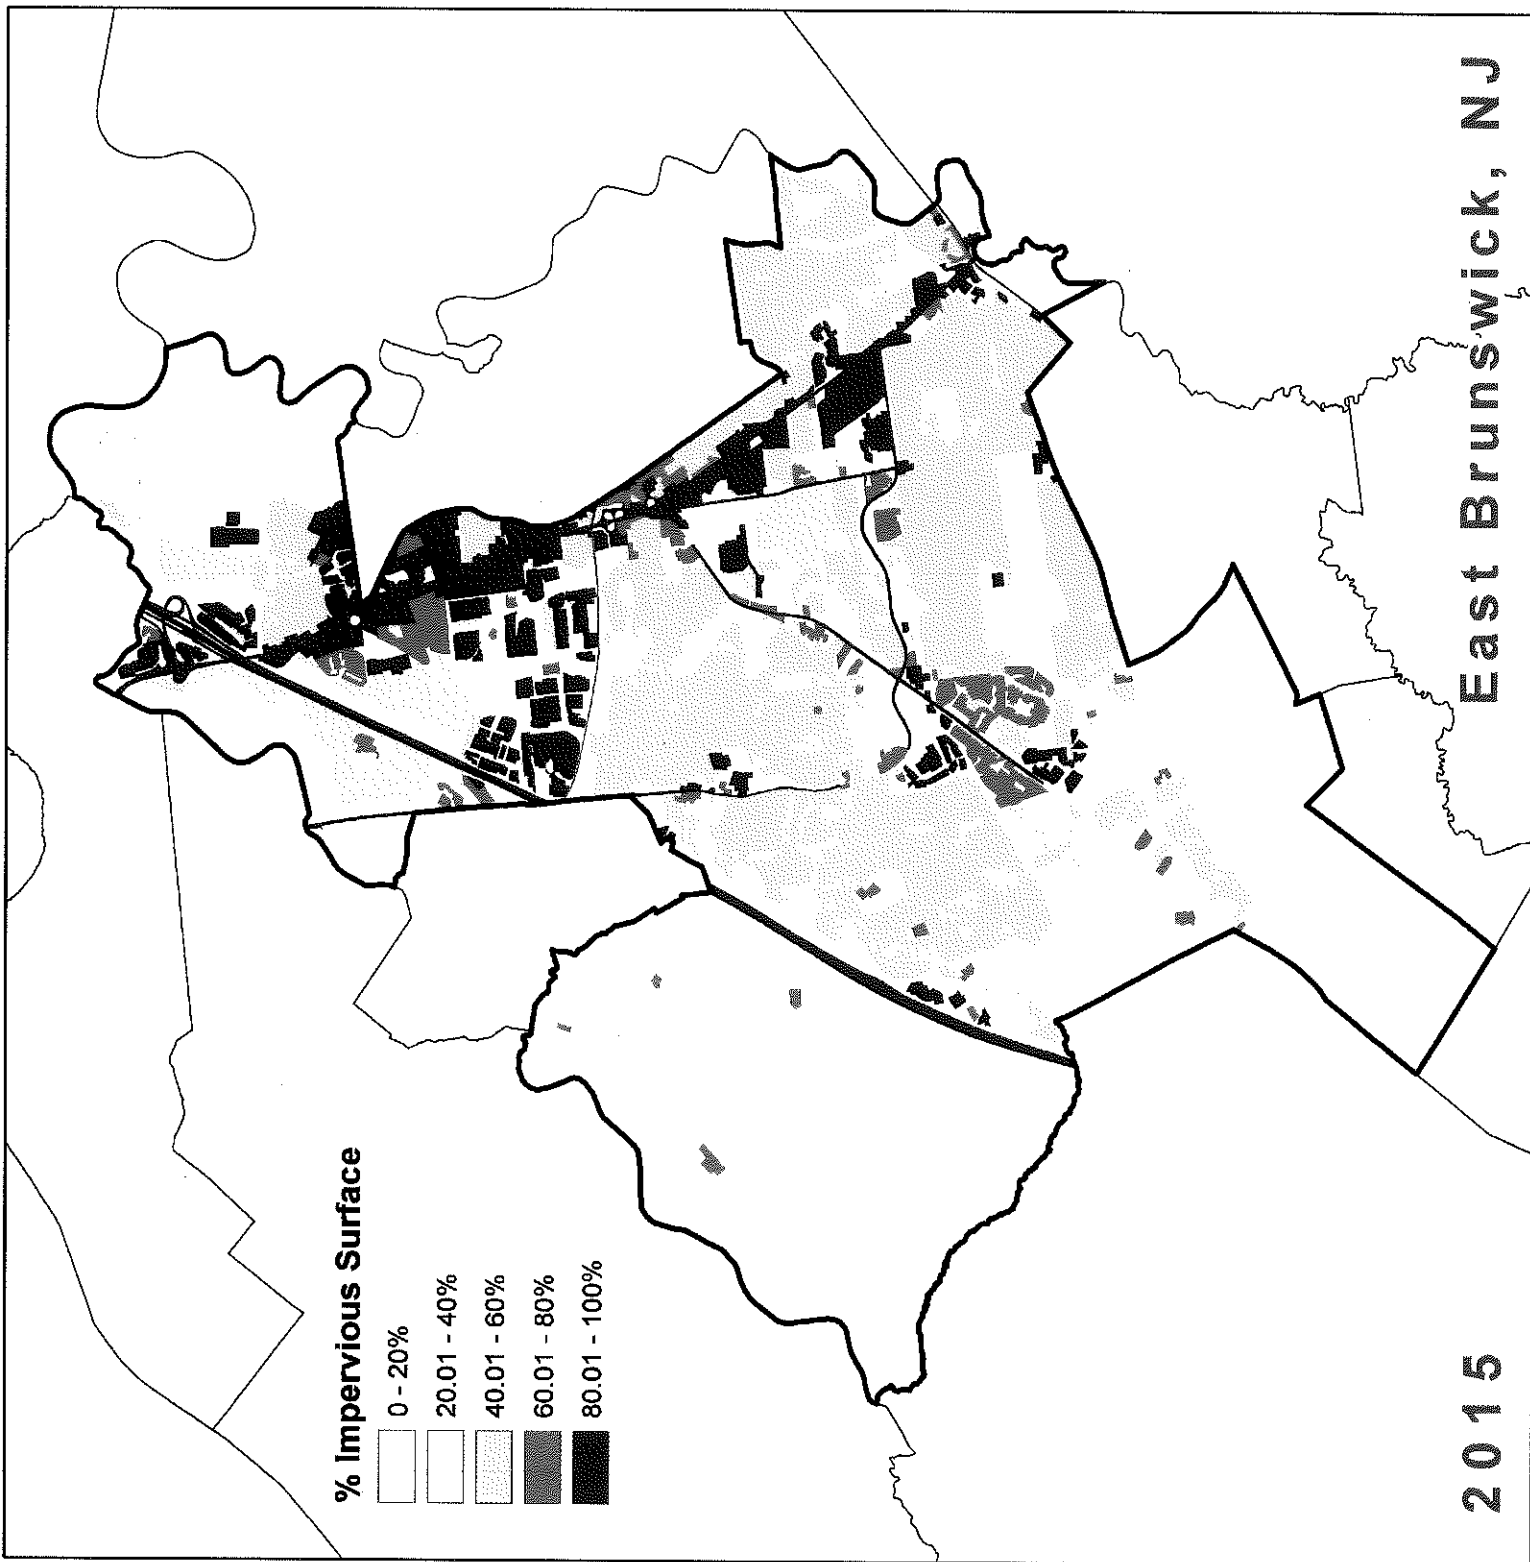 % Impervious Surface
0 - 20%
20.01 - 40%
40.01 - 60%
60.01 - 80%
80.01 - 100%
2015
East Brunswick, NJ